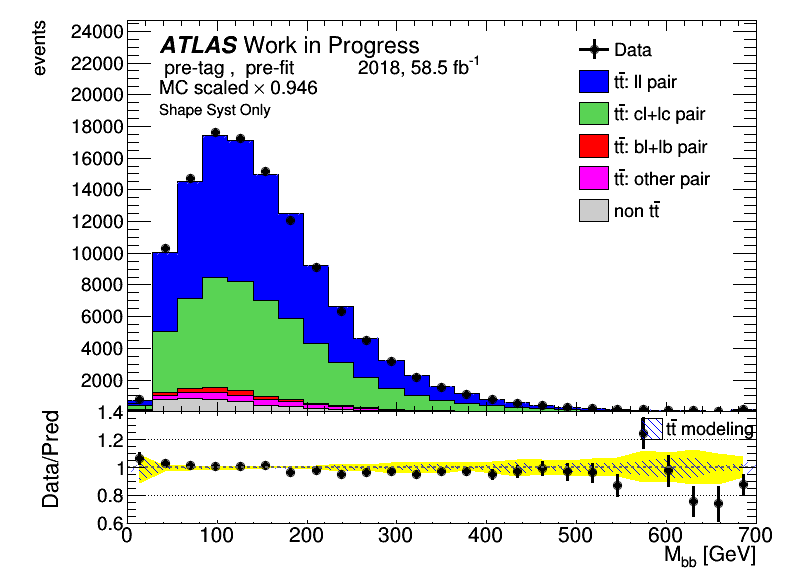 events
24000
22000
20000
18000
16000
14000
12000
10000
8000
6000
4000
2000
ATLAS Work in Progress
pre-tag , pre-fit 2018, 58.5 fb⁻¹
MC scaled × 0.946
Shape Syst Only
Data
tt̄: ll pair
tt̄: cl+lc pair
tt̄: bl+lb pair
tt̄: other pair
non tt̄
Data/Pred
1.4
1.2
1
0.8
0.6
tt̄ modeling
0 100 200 300 400 500 600 700
M_bb [GeV]